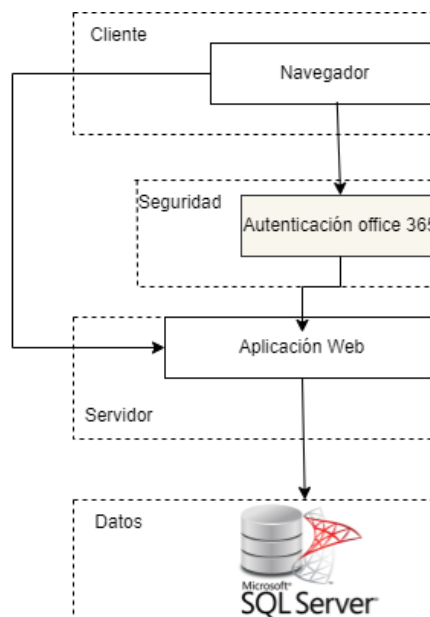 Cliente
Navegador
Seguridad
Autenticación office 365
Aplicación Web
Servidor
Datos
Microsoft®
SQL Server®